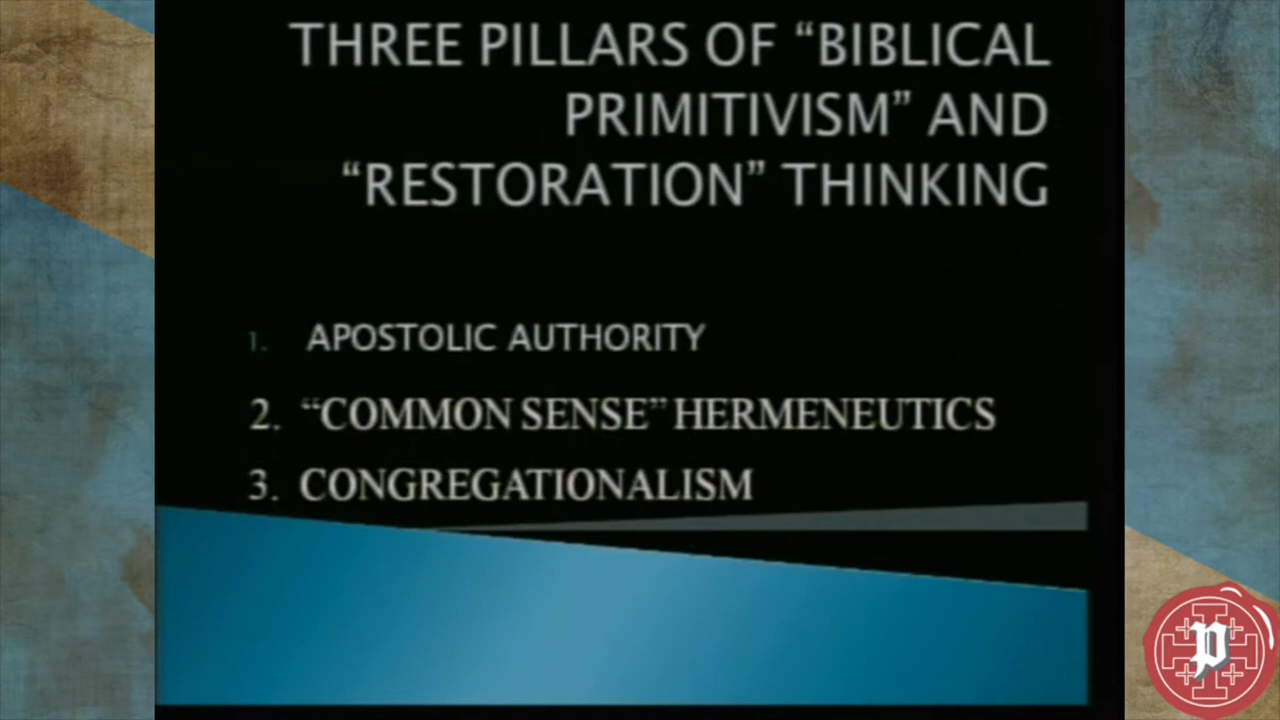 THREE PILLARS OF “BIBLICAL
PRIMITIVISM” AND
“RESTORATION” THINKING
1. APOSTOLIC AUTHORITY
2. “COMMON SENSE” HERMENEUTICS
3. CONGREGATIONALISM
p